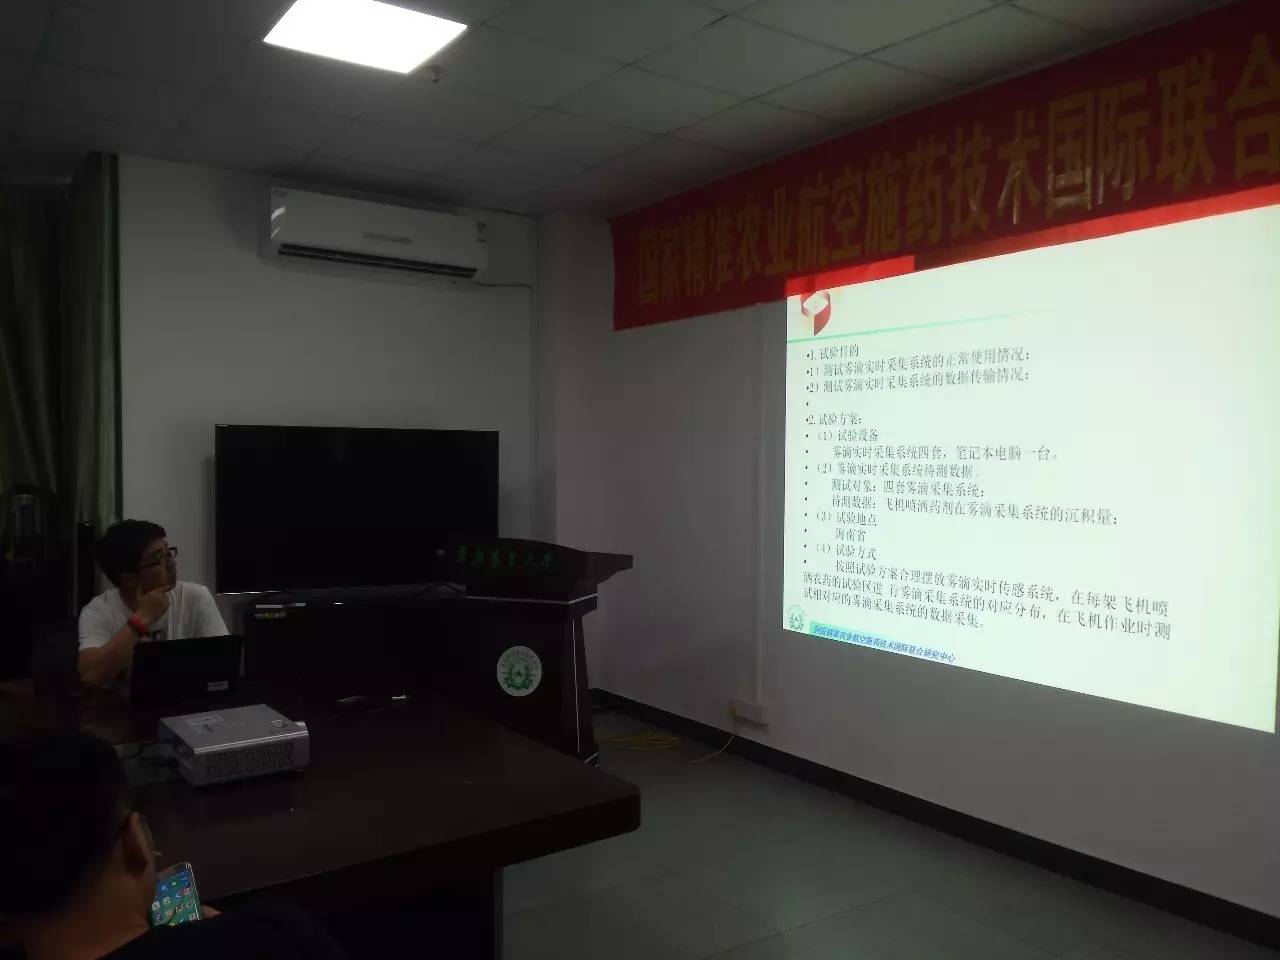 国家精准农业航空施药技术国际联合
•1.试验目的
•1）测试雾滴实时采集系统的正常使用情况；
•2）测试雾滴实时采集系统的数据传输情况；
•
•2.试验方案：
•（1）试验设备
•雾滴实时采集系统四套，笔记本电脑一台。
•（2）雾滴实时采集系统待测数据。
•测试对象：四套雾滴采集系统；
•待测数据：飞机喷洒药剂在雾滴采集系统的沉积量；
•（3）试验地点
•海南省
•（4）试验方式
•按照试验方案合理摆放雾滴实时传感系统，在每架飞机喷
洒农药的试验区进 行雾滴采集系统的对应分布，在飞机作业时测
试相对应的雾滴采集系统的数据采集。
国家精准农业航空施药技术国际联合研究中心
华南农业大学